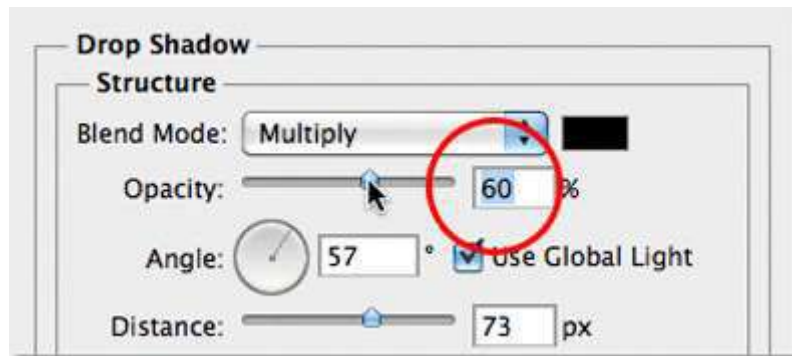 Drop Shadow
Structure
Blend Mode: Multiply
Opacity: 60 %
Angle: 57 ° Use Global Light
Distance: 73 px